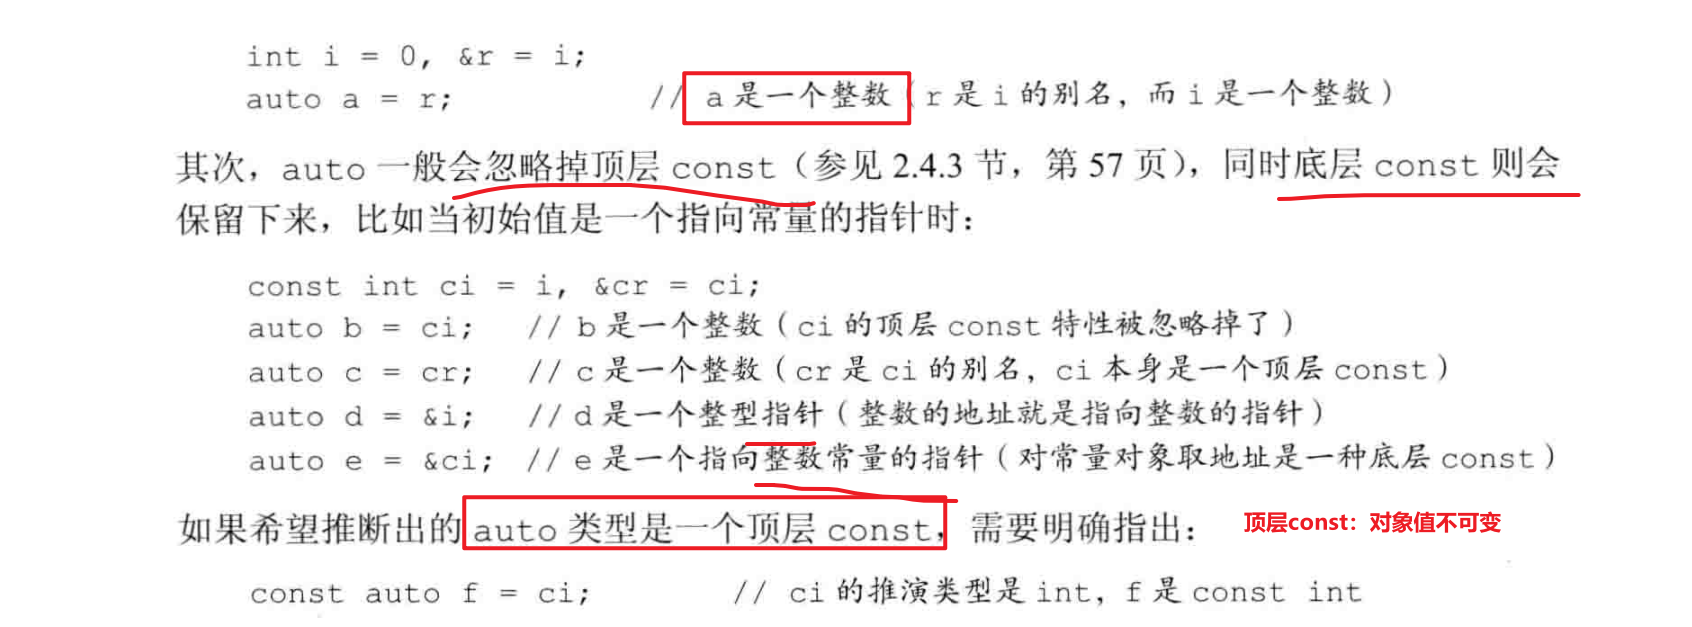 int i = 0, &r = i;
auto a = r; // a 是一个整数（r 是 i 的别名，而 i 是一个整数）
其次，auto 一般会忽略掉顶层 const（参见 2.4.3 节，第 57 页），同时底层 const 则会
保留下来，比如当初始值是一个指向常量的指针时：
const int ci = i, &cr = ci;
auto b = ci; // b 是一个整数（ci 的顶层 const 特性被忽略掉了）
auto c = cr; // c 是一个整数（cr 是 ci 的别名，ci 本身是一个顶层 const）
auto d = &i; // d 是一个整型指针（整数的地址就是指向整数的指针）
auto e = &ci; // e 是一个指向整数常量的指针（对常量对象取地址是一种底层 const）
如果希望推断出的 auto 类型是一个顶层 const，需要明确指出：
顶层const：对象值不可变
const auto f = ci; // ci 的推演类型是 int，f 是 const int